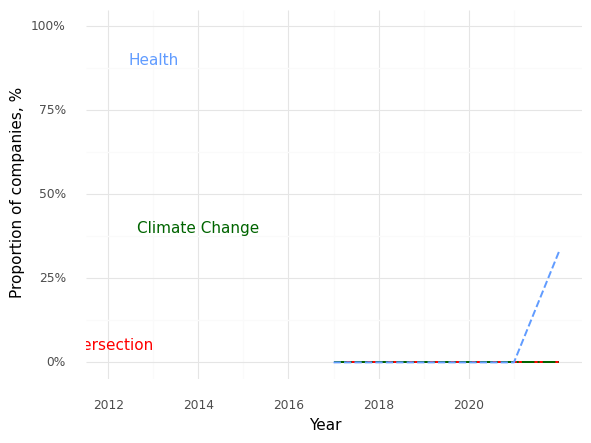 100%
Health
75%
Proportion of companies, %
50%
Climate Change
25%
ersection
0%
2012 2014 2016 2018 2020
Year